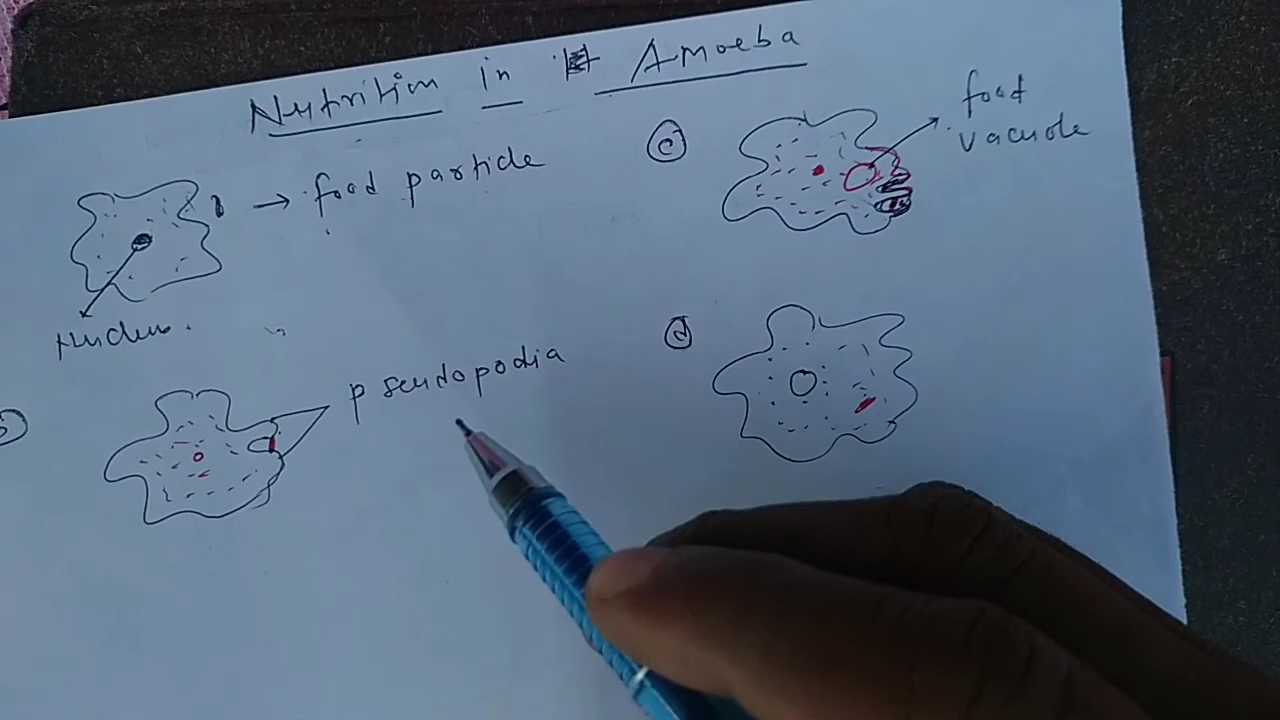 Nutrition in Amoeba
food particle
Nucleus.
pseudopodia
c
food
vacuole
d